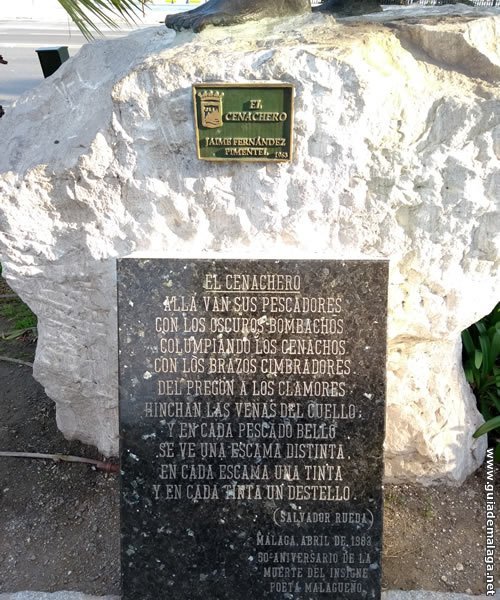 EL
CENACHERO
JAIME FERNÁNDEZ
PIMENTEL
EL CENACHERO
ALLÁ VAN SUS PESCADORES
CON LOS OSCUROS BOMBACHOS
COLUMPIANDO LOS CENACHOS
CON LOS BRAZOS CIMBRADORES.
DEL PREGÓN A LOS CLAMORES
HINCHAN LAS VENAS DEL CUELLO;
Y EN CADA PESCADO BELLO
SE VE UNA ESCAMA DISTINTA,
EN CADA ESCAMA UNA TINTA
Y EN CADA TINTA UN DESTELLO.
(SALVADOR RUEDA)
MÁLAGA, ABRIL DE, 1983
50-ANIVERSARIO DE LA
MUERTE DEL INSIGNE
POETA MALAGUEÑO.
www.guiademalaga.net